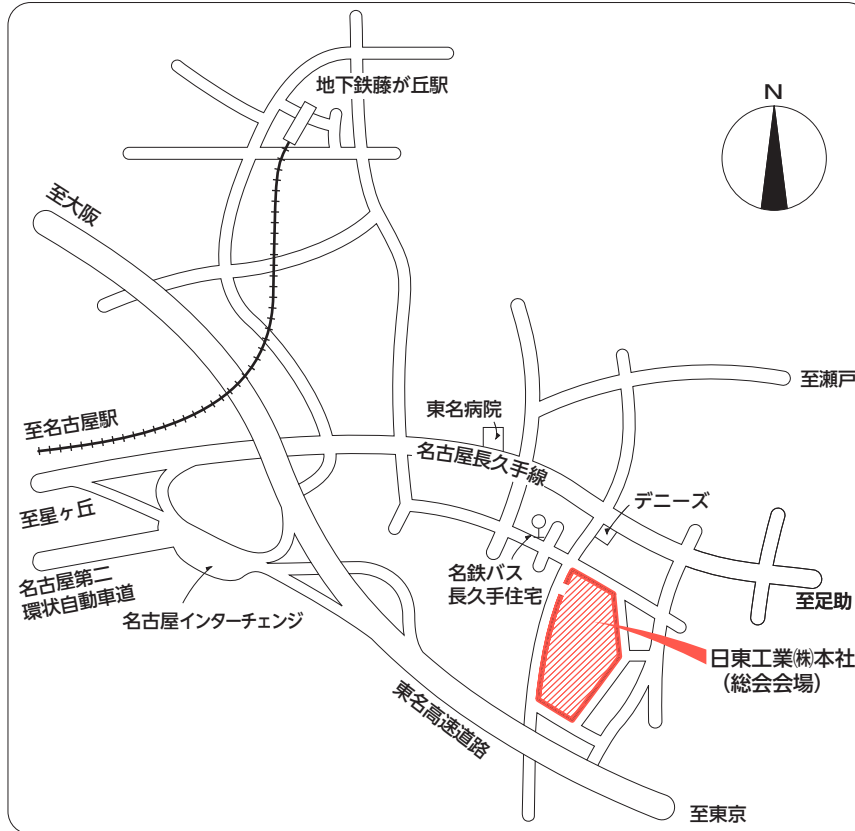 地下鉄藤が丘駅
N
至大阪
至瀬戸
至名古屋駅
東名病院
名古屋長久手線
デニーズ
至星ヶ丘
名古屋第二
環状自動車道
名古屋インターチェンジ
名鉄バス
長久手住宅
至足助
日東工業㈱本社
(総会会場)
東名高速道路
至東京